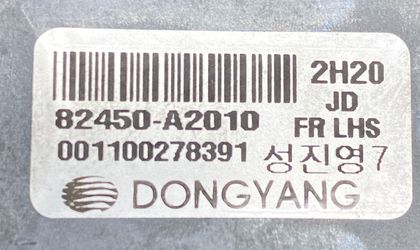 2H20
82450-A2010 JD
FR LHS
001100278391 성진영7
DONGYANG